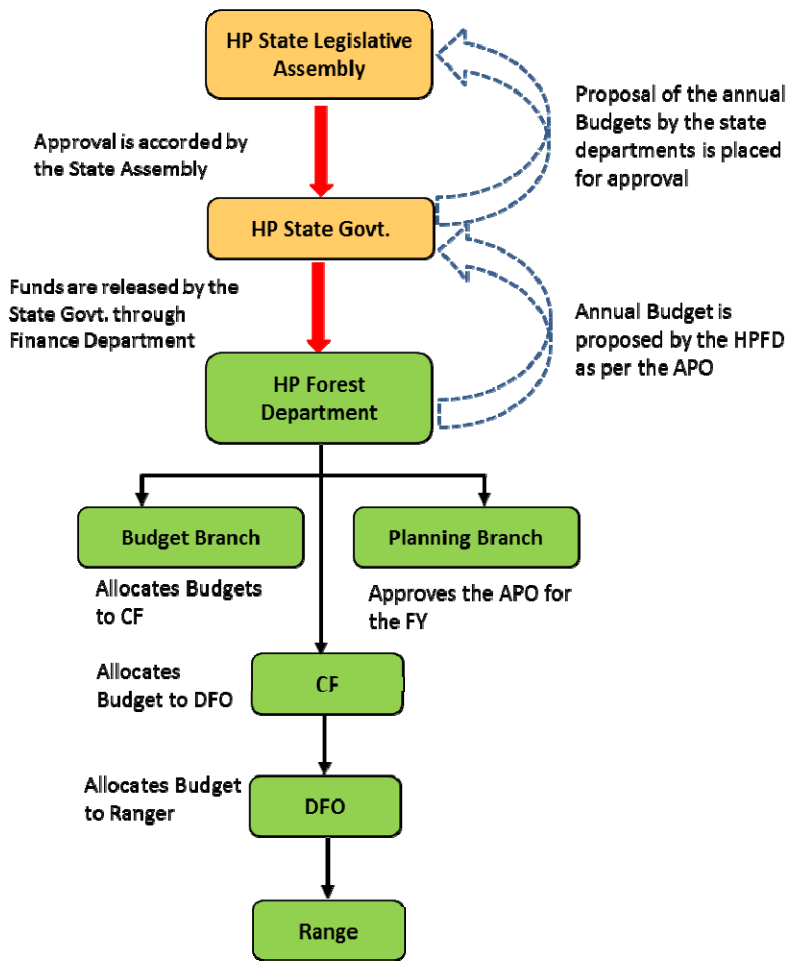 HP State Legislative
Assembly
Proposal of the annual
Budgets by the state
departments is placed
for approval
Approval is accorded by
the State Assembly
HP State Govt.
Funds are released by the
State Govt. through
Finance Department
Annual Budget is
proposed by the HPFD
as per the APO
HP Forest
Department
Budget Branch
Planning Branch
Allocates Budgets
to CF
Approves the APO for
the FY
Allocates
Budget to DFO
CF
Allocates Budget
to Ranger
DFO
Range